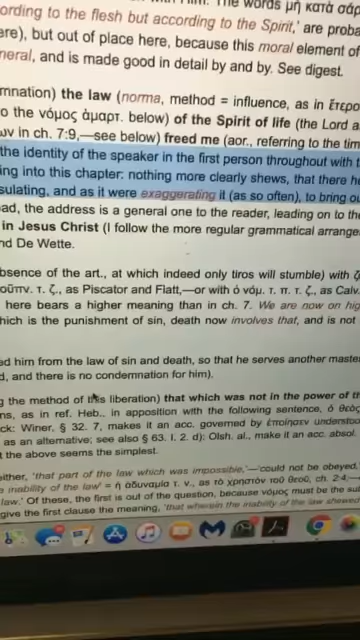 ording to the flesh but according to the Spirit,' are proba
ere), but out of place here, because this moral element of
neral, and is made good in detail by and by. See digest.
mnation) the law (norma, method = influence, as in ἕτερο
to the νόμος ἁμαρτ. below) of the Spirit of life (the Lord a
ων in ch. 7:9,—see below) freed me (aor., referring to the tim
the identity of the speaker in the first person throughout with t
ing into this chapter: nothing more clearly shews, that there he
sulating, and as it were exaggerating it (as so often), to bring ou
ad, the address is a general one to the reader, leading on to the
in Jesus Christ (I follow the more regular grammatical arrange
nd De Wette.
bsence of the art., at which indeed only tiros will stumble) with ζ
οῦπν. τ. ζ., as Piscator and Flatt,—or with ὁ νόμ. τ. π. τ. ζ., as Calv.
here bears a higher meaning than in ch. 7. We are now on hig
hich is the punishment of sin, death now involves that, and is not
ed him from the law of sin and death, so that he serves another maste
d, and there is no condemnation for him).
g the method of this liberation) that which was not in the power of th
ns, as in ref. Heb., in apposition with the following sentence, ὁ θεὸς
ck: Winer, § 32. 7, makes it an acc. governed by ἐποίησεν understoo
as an alternative; see also § 63. I. 2. d): Olsh. al., make it an acc. absol.
t the above seems the simplest.
either, 'that part of the law which was impossible,'—'could not be obeyed,
inability of the law' = ἡ ἀδυναμία τ. ν., as τὸ χρηστὸν τοῦ θεοῦ, ch. 2:4,—
law.' Of these, the first is out of the question, because νόμος must be the su
give the first clause the meaning, 'that wherein the inability of the law shewed